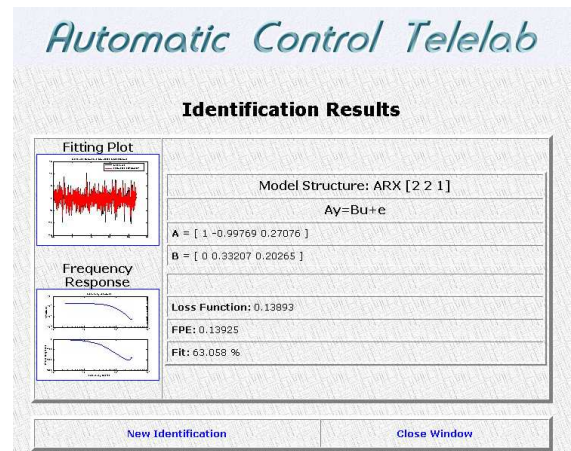 Automatic Control Telelab
Identification Results
Fitting Plot
Frequency
Response
Model Structure: ARX [2 2 1]
Ay=Bu+e
A = [ 1 -0.99769 0.27076 ]
B = [ 0 0.33207 0.20265 ]
Loss Function: 0.13893
FPE: 0.13925
Fit: 63.058 %
New Identification
Close Window